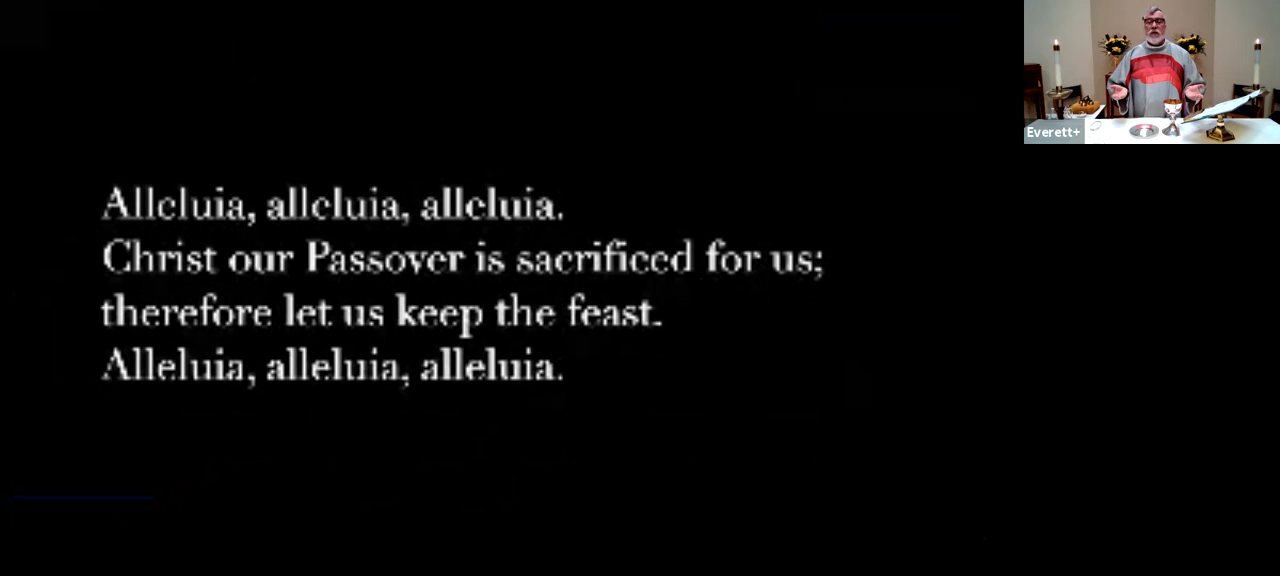 Alleluia, alleluia, alleluia.
Christ our Passover is sacrificed for us;
therefore let us keep the feast.
Alleluia, alleluia, alleluia.
Everett+